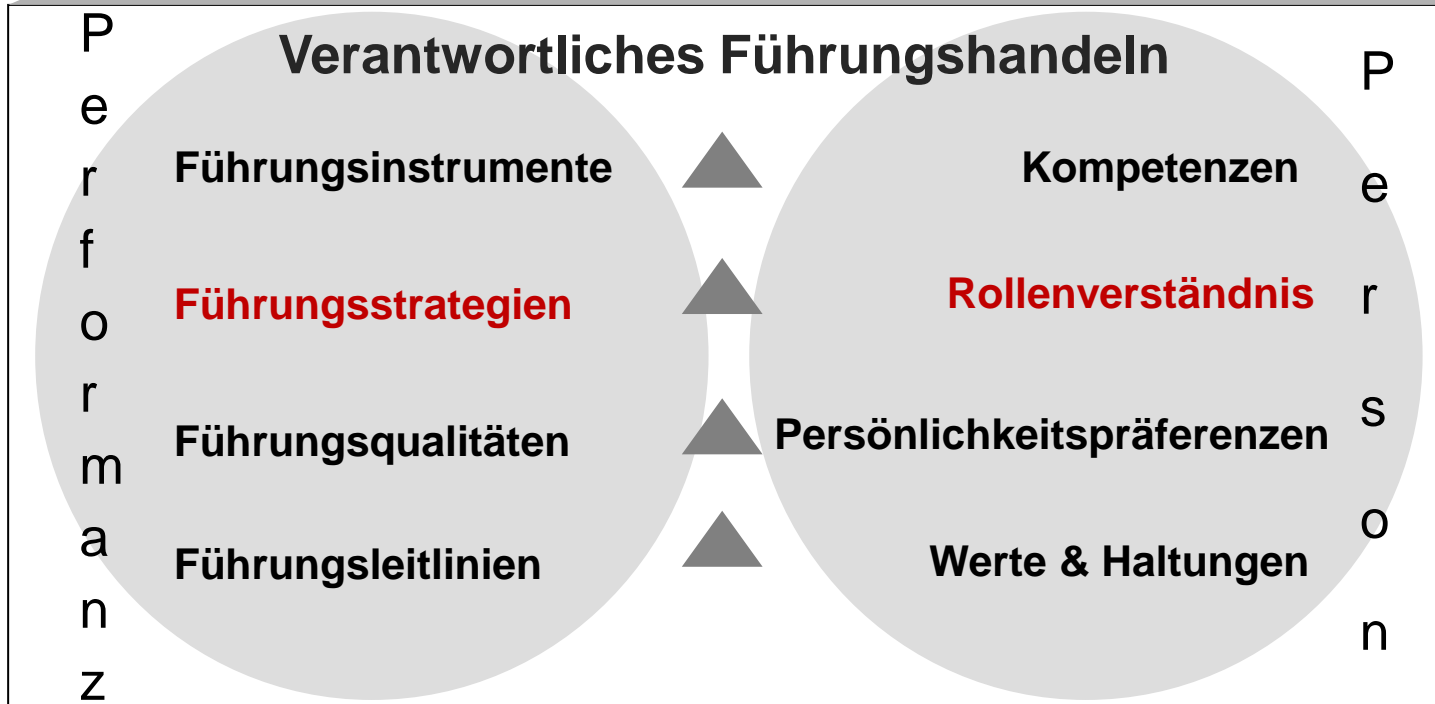 Verantwortliches Führungshandeln
Performanz
Führungsinstrumente
Führungsstrategien
Führungsqualitäten
Führungsleitlinien
Kompetenzen
Rollenverständnis
Persönlichkeitspräferenzen
Werte & Haltungen
Person